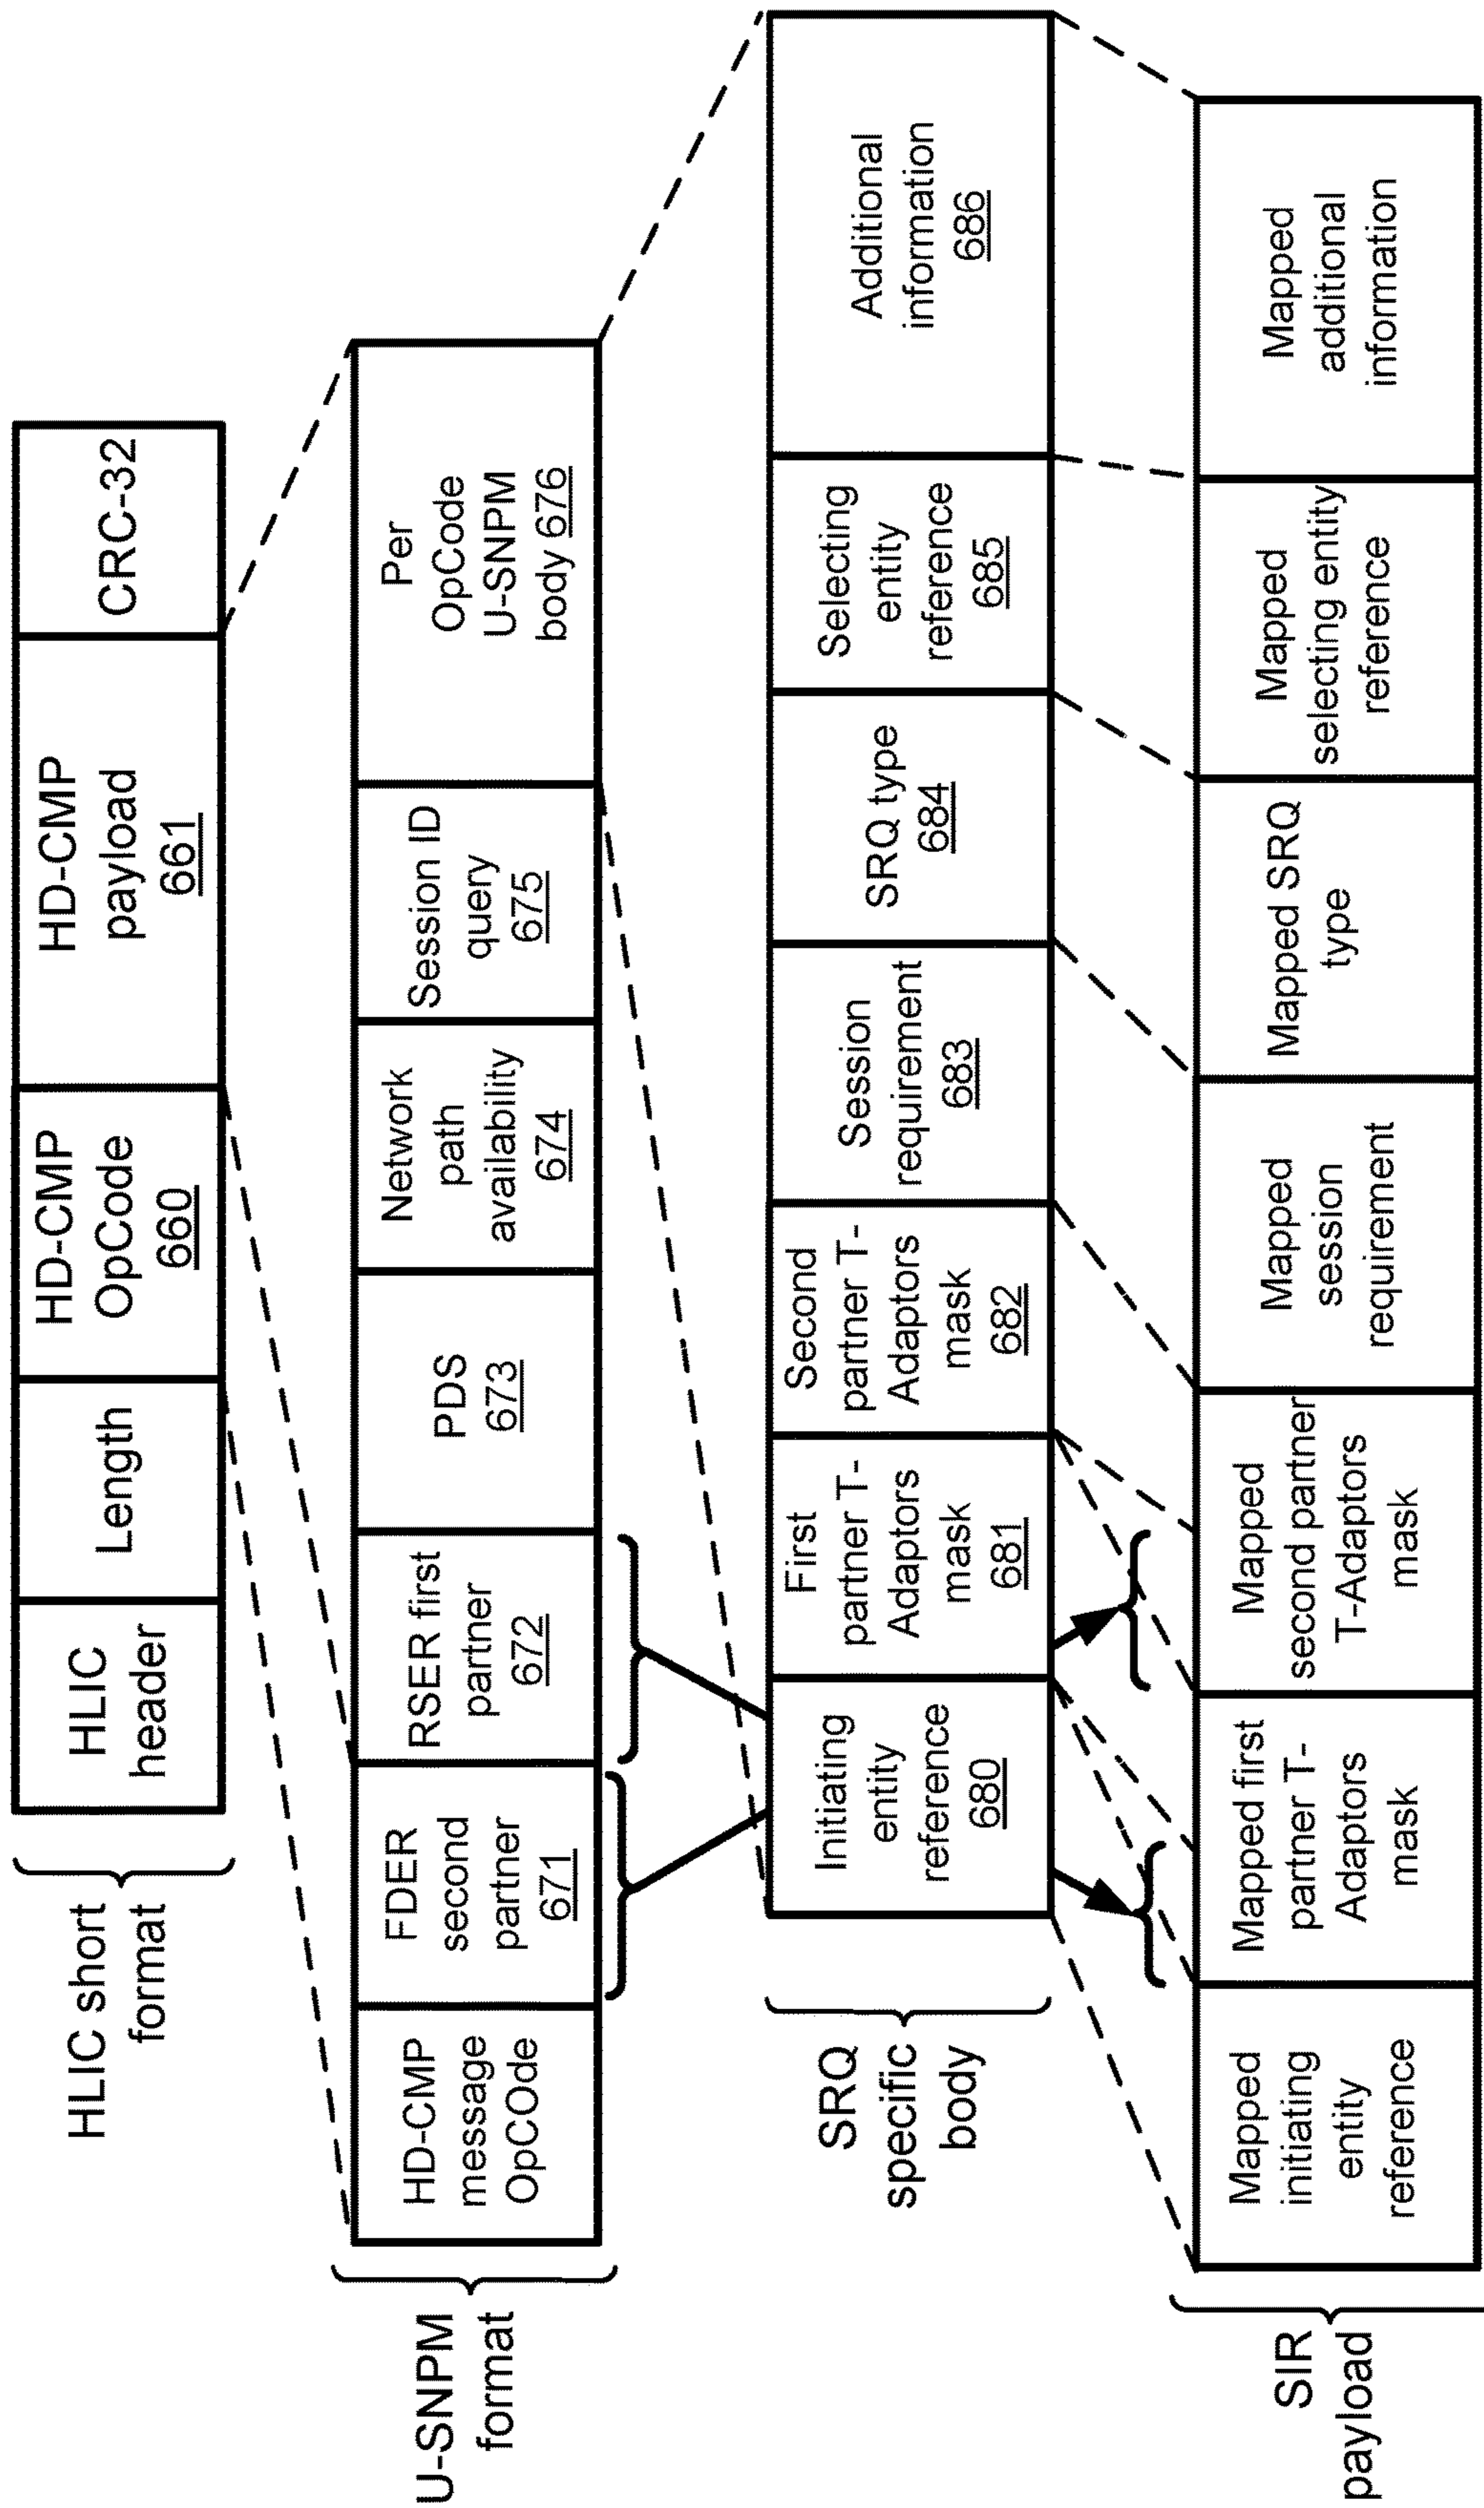 HLIC short
format
HLIC
header
Length
HD-CMP
OpCode
660
HD-CMP
payload
661
CRC-32
U-SNPM
format
HD-CMP
message
OpCOde
FDER
second
partner
671
RSER first
partner
672
PDS
673
Network
path
availability
674
Session ID
query
675
Per
OpCode
U-SNPM
body 676
SRQ
specific
body
Initiating
entity
reference
680
First
partner T-
Adaptors
mask
681
Second
partner T-
Adaptors
mask
682
Session
requirement
683
SRQ type
684
Selecting
entity
reference
685
Additional
information
686
SIR
payload
Mapped
initiating
entity
reference
Mapped first
partner T-
Adaptors
mask
Mapped
second partner
T-Adaptors
mask
Mapped
session
requirement
Mapped SRQ
type
Mapped
selecting entity
reference
Mapped
additional
information